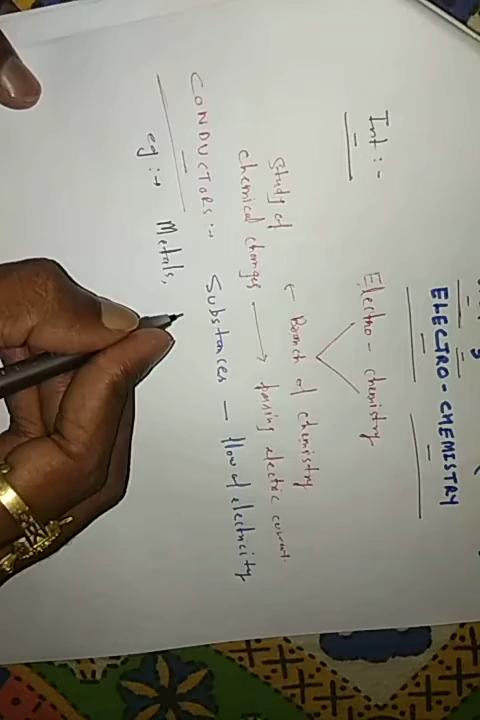 ELECTRO-CHEMISTRY
Int :- Electro - chemistry
← Branch of chemistry
Study of
chemical changes → passing electric current.
CONDUCTORS :→ Substances - flow of electricity
eg :→ Metals,